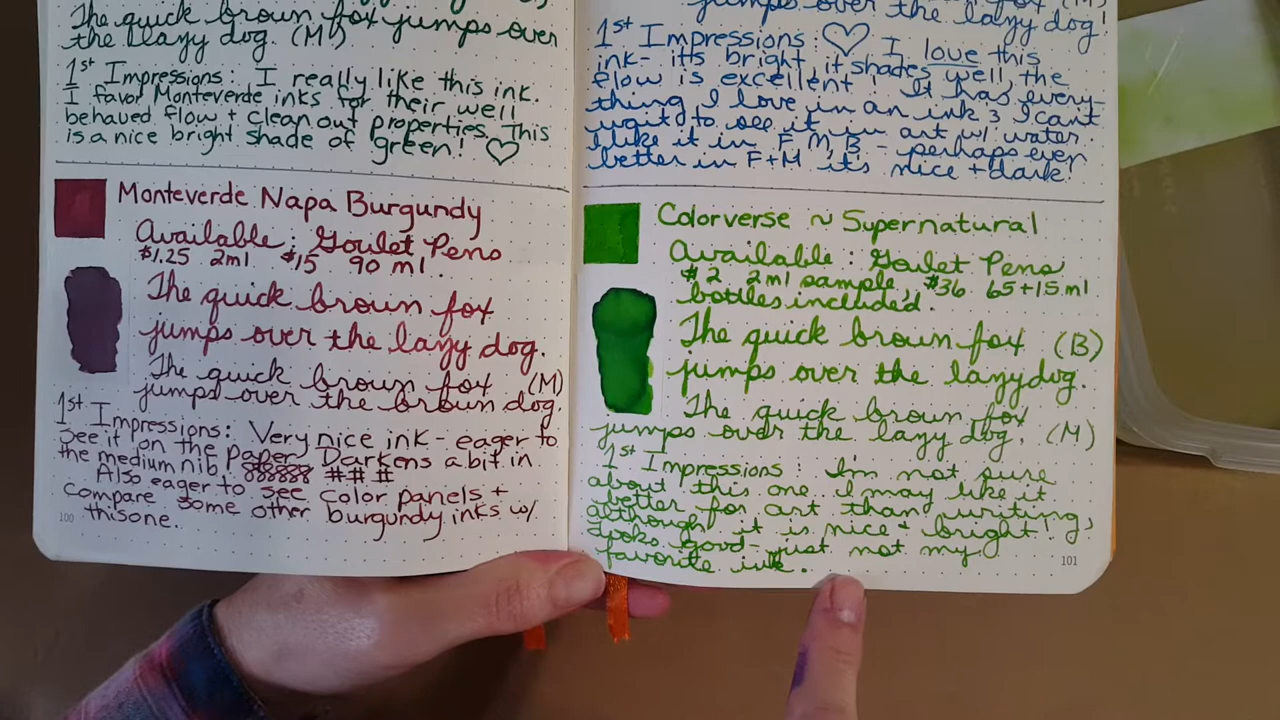 The quick brown fox jumps over
the llazy dog. (M)
1st Impressions: I really like this ink.
I favor Monteverde inks for their well
behaved flow + clean out properties. This
is a nice bright shade of green! ♡
Monteverde Napa Burgundy
Available: Goulet Pens
$1.25 2ml $15 90 ml.
The quick brown fox
jumps over the lazy dog.
The quick brown fox (M)
jumps over the brown dog.
1st Impressions: Very nice ink - eager to
see it on the paper. Darkens a bit in
the medium nib. 888888 ###
Also eager to see color panels +
compare some other burgundy inks w/
this one.
100
jumps over the lazy dog!
1st Impressions: ♡ I love this
ink - it's bright, it shades well, the
flow is excellent! It has every-
thing I love in an ink & I can't
wait to see it in art w/ water.
I like it in F, M, B - perhaps even
better in F+M it's nice + dark!
Colorverse ~ Supernatural
Available: Goulet Pens
$2 2ml sample, $36 65+15 ml
bottles included.
The quick brown fox (B)
jumps over the lazy dog.
The quick brown fox
jumps over the lazy dog. (M)
1st Impressions: I'm not sure
about this one. I may like it
better for art than writing,
although it is nice + bright!
Looks good - just not my
favorite ink.
101